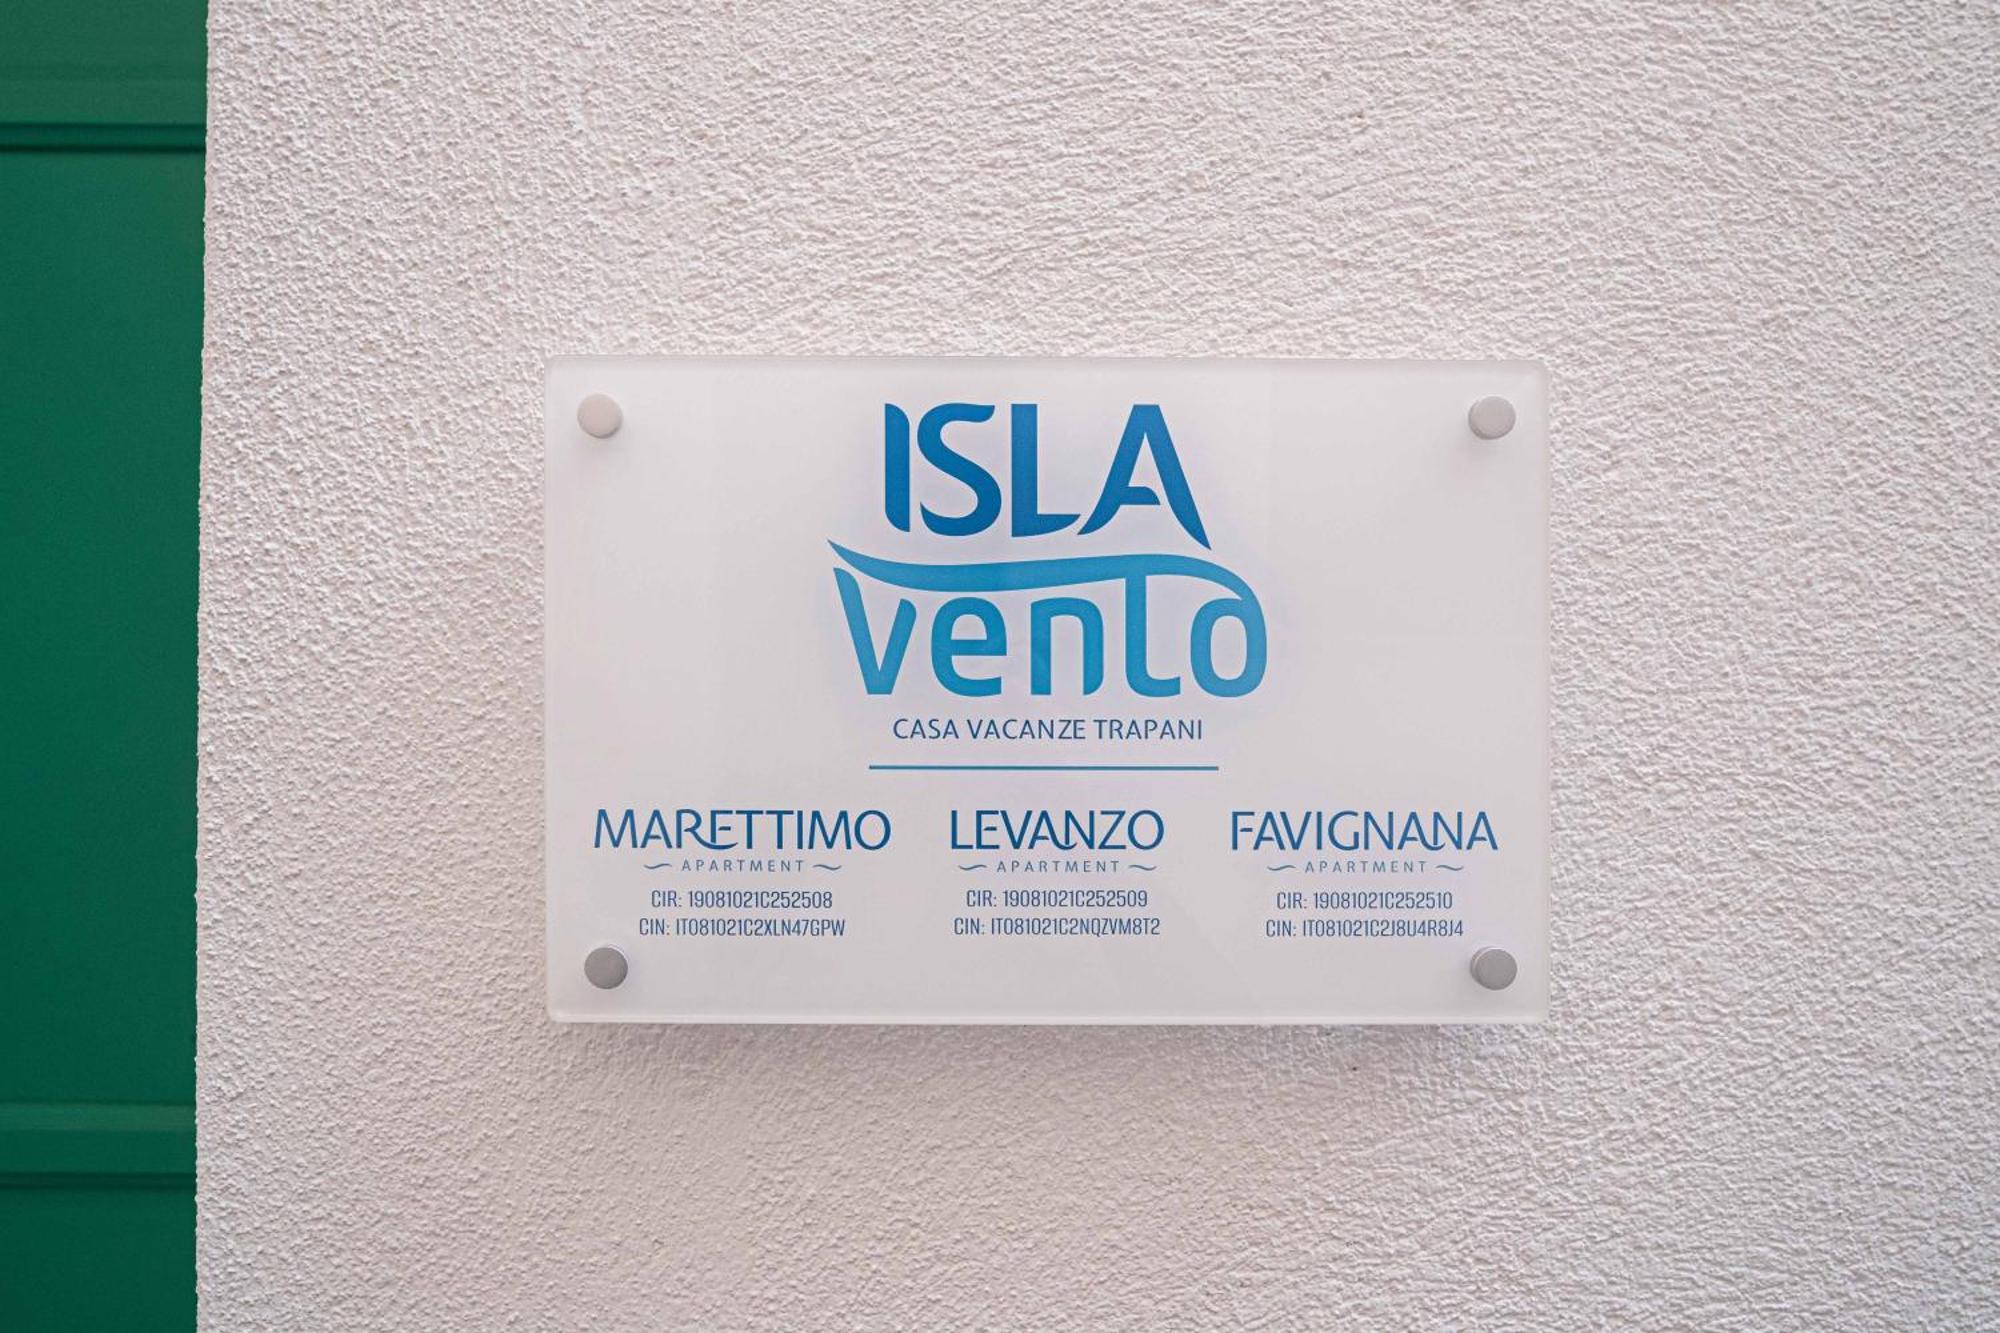 ISLA
vento
CASA VACANZE TRAPANI
MARETTIMO
APARTMENT
CIR: 19081021C252508
CIN: IT081021C2XLN47GPW
LEVANZO
APARTMENT
CIR: 19081021C252509
CIN: IT081021C2NQZVM8T2
FAVIGNANA
APARTMENT
CIR: 19081021C252510
CIN: IT081021C2J8U4R8J4